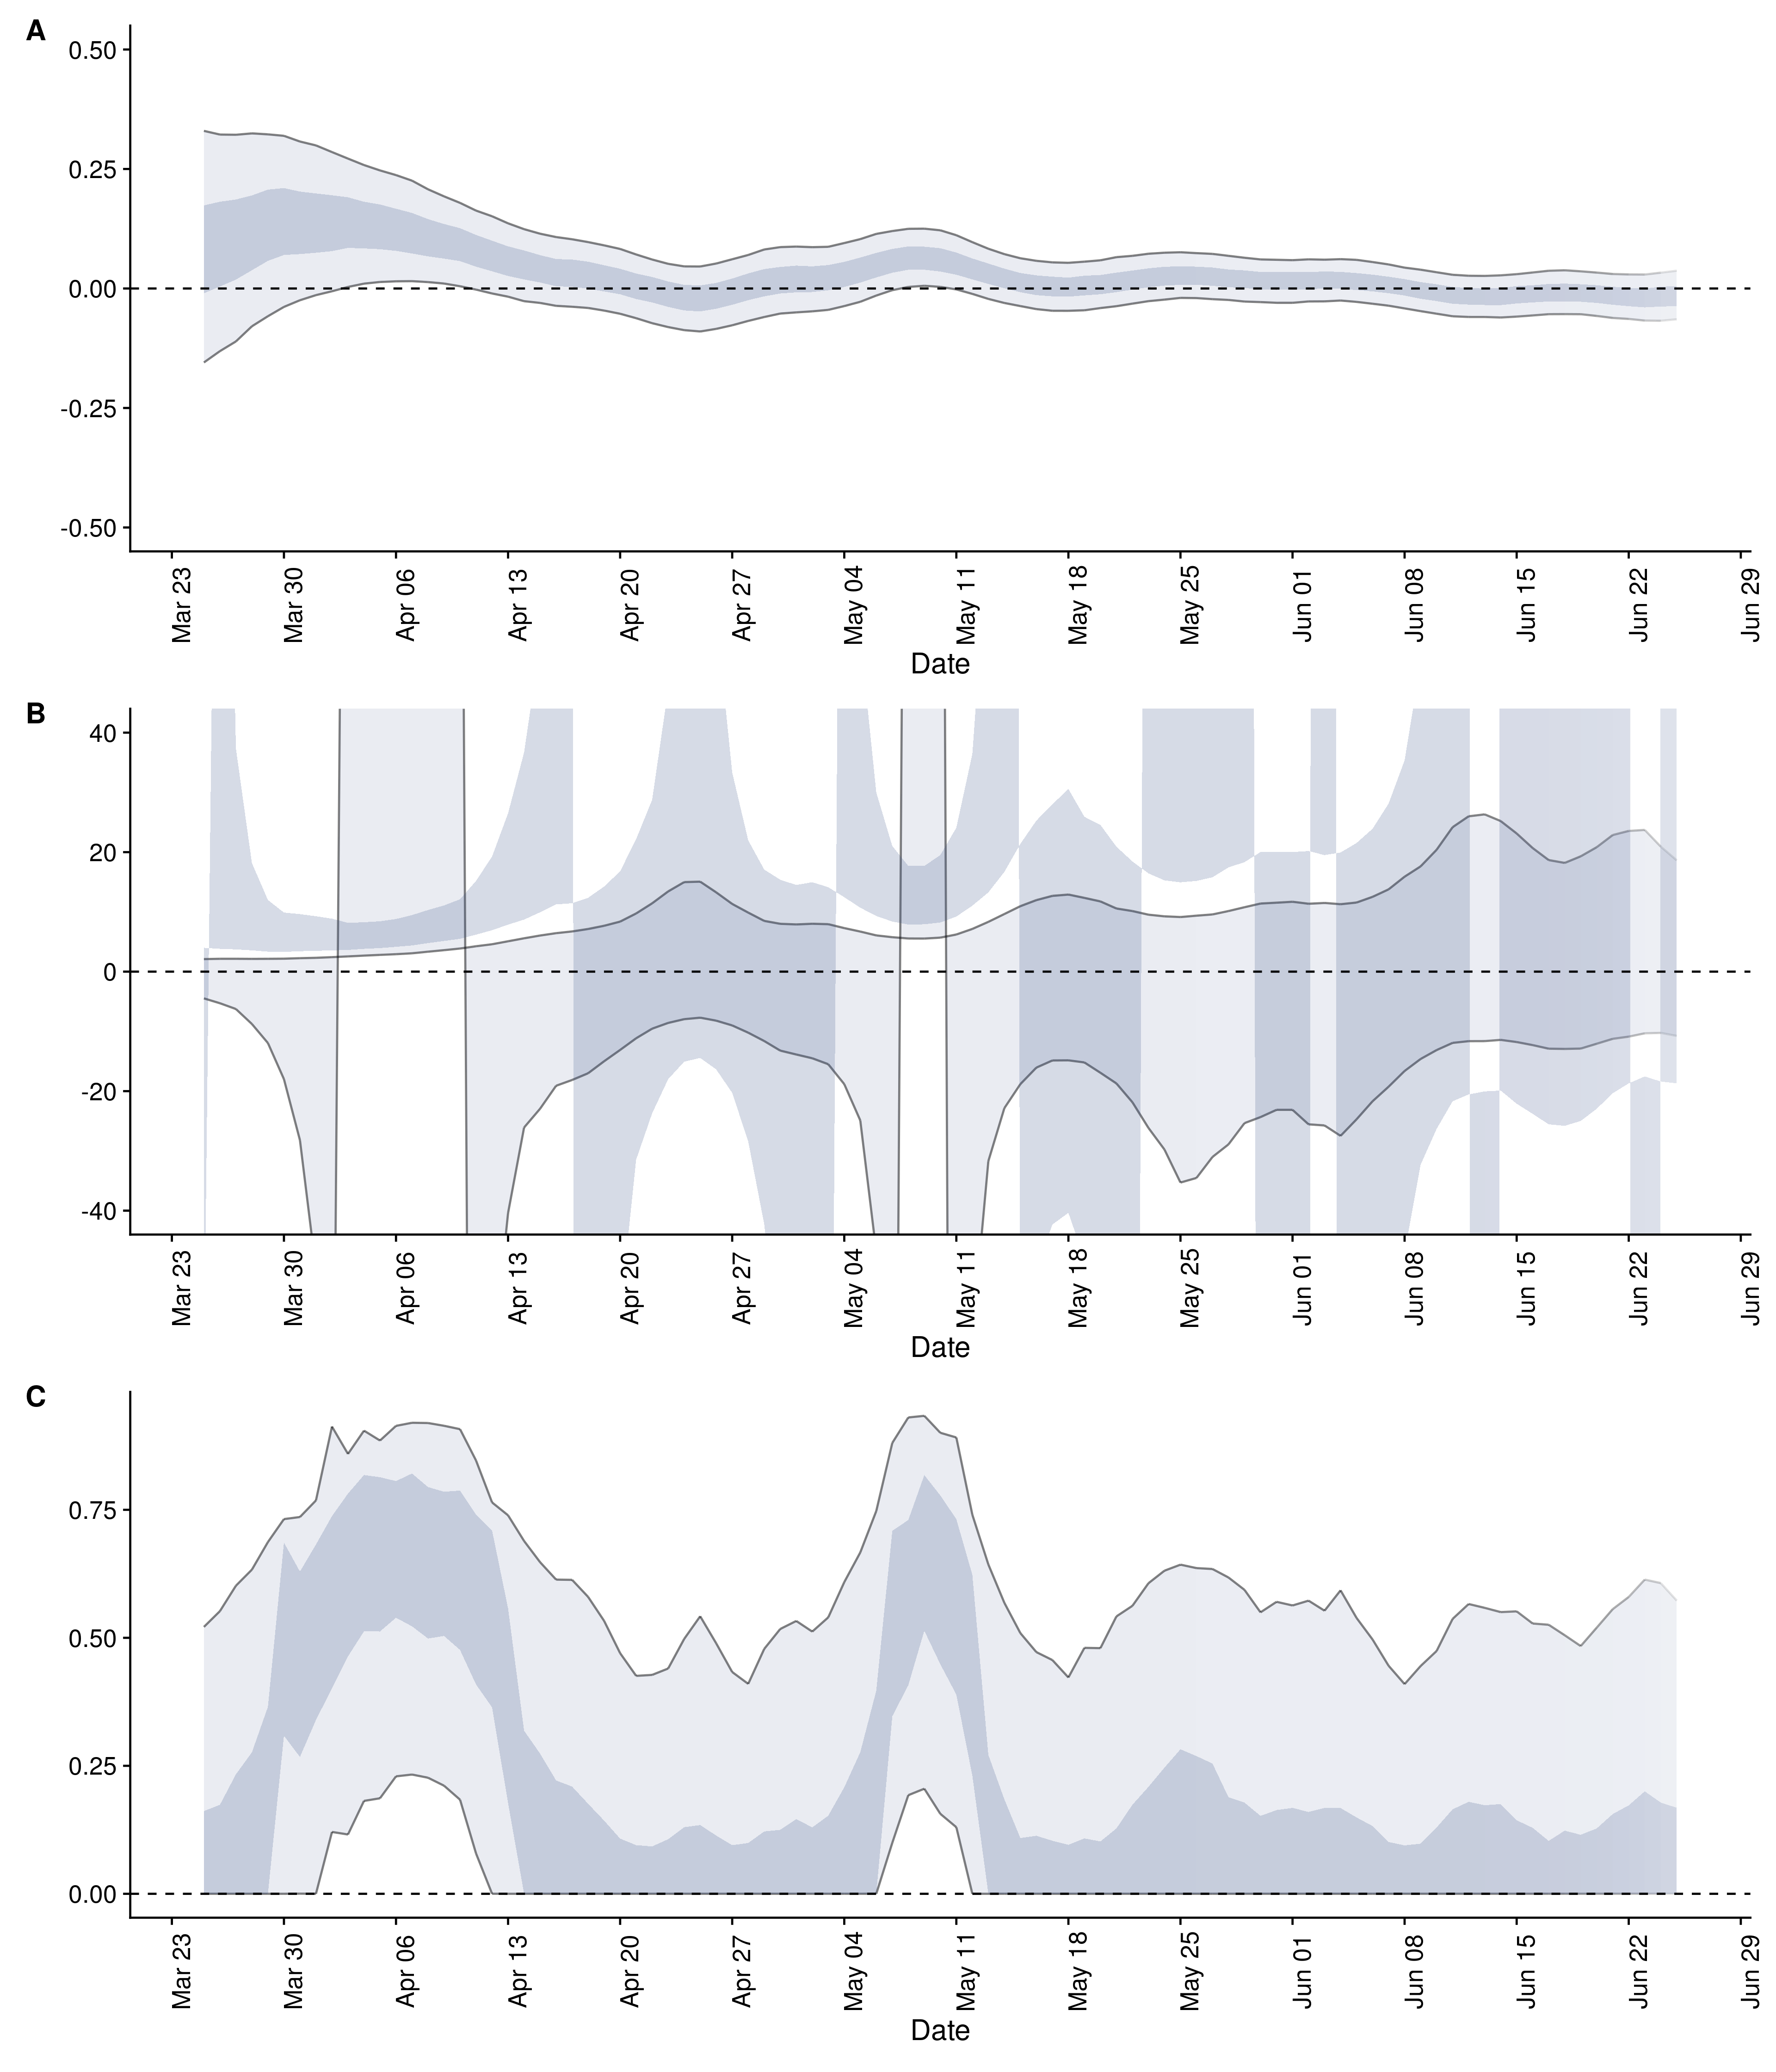 A
0.50
0.25
0.00
-0.25
-0.50
Mar 23
Mar 30
Apr 06
Apr 13
Apr 20
Apr 27
May 04
May 11
May 18
May 25
Jun 01
Jun 08
Jun 15
Jun 22
Jun 29
Date
B
40
20
0
-20
-40
Mar 23
Mar 30
Apr 06
Apr 13
Apr 20
Apr 27
May 04
May 11
May 18
May 25
Jun 01
Jun 08
Jun 15
Jun 22
Jun 29
Date
C
0.75
0.50
0.25
0.00
Mar 23
Mar 30
Apr 06
Apr 13
Apr 20
Apr 27
May 04
May 11
May 18
May 25
Jun 01
Jun 08
Jun 15
Jun 22
Jun 29
Date